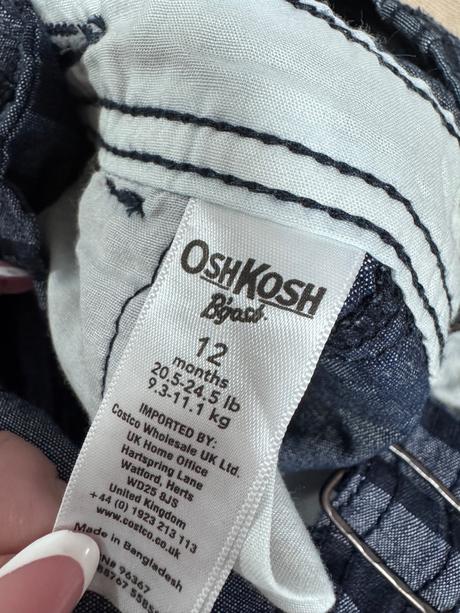 OSHKOSH
B'gosh
12
months
20.5-24.5 lb
9.3-11.1 kg
IMPORTED BY:
Costco Wholesale UK Ltd.
UK Home Office
Hartspring Lane
Watford, Herts
WD25 8JS
United Kingdom
+44 (0) 1923 213 113
www.costco.co.uk
Made in Bangladesh
Nª 96367